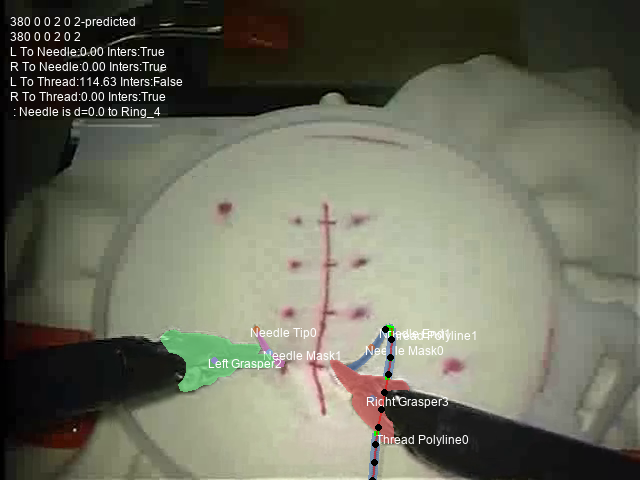 380 0 0 2 0 2-predicted
380 0 0 2 0 2
L To Needle:0.00 Inters:True
R To Needle:0.00 Inters:True
L To Thread:114.63 Inters:False
R To Thread:0.00 Inters:True
: Needle is d=0.0 to Ring_4
Needle Tip0
Thread Polyline1
Needle Mask1
Needle Mask0
Left Grasper2
Right Grasper3
Thread Polyline0